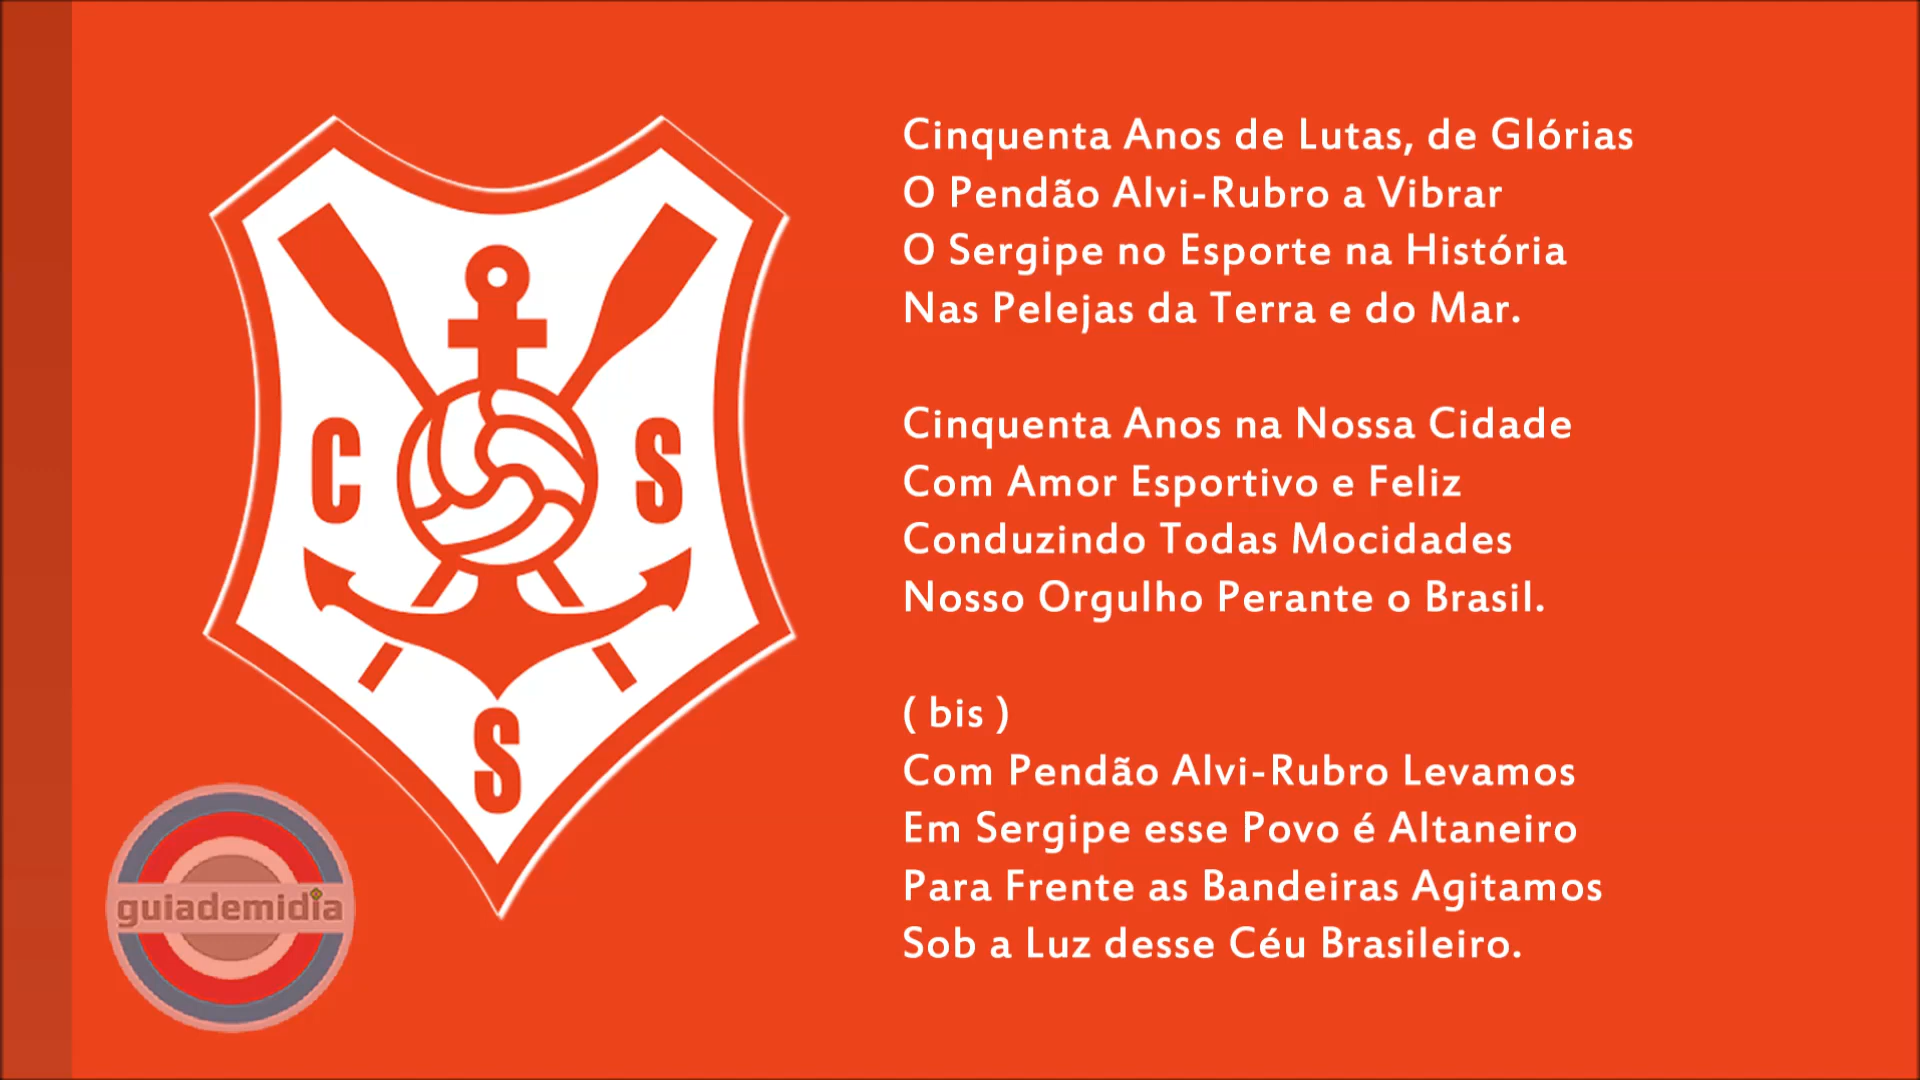 C S
S
guiademidia
Cinquenta Anos de Lutas, de Glórias
O Pendão Alvi-Rubro a Vibrar
O Sergipe no Esporte na História
Nas Pelejas da Terra e do Mar.
Cinquenta Anos na Nossa Cidade
Com Amor Esportivo e Feliz
Conduzindo Todas Mocidades
Nosso Orgulho Perante o Brasil.
( bis )
Com Pendão Alvi-Rubro Levamos
Em Sergipe esse Povo é Altaneiro
Para Frente as Bandeiras Agitamos
Sob a Luz desse Céu Brasileiro.